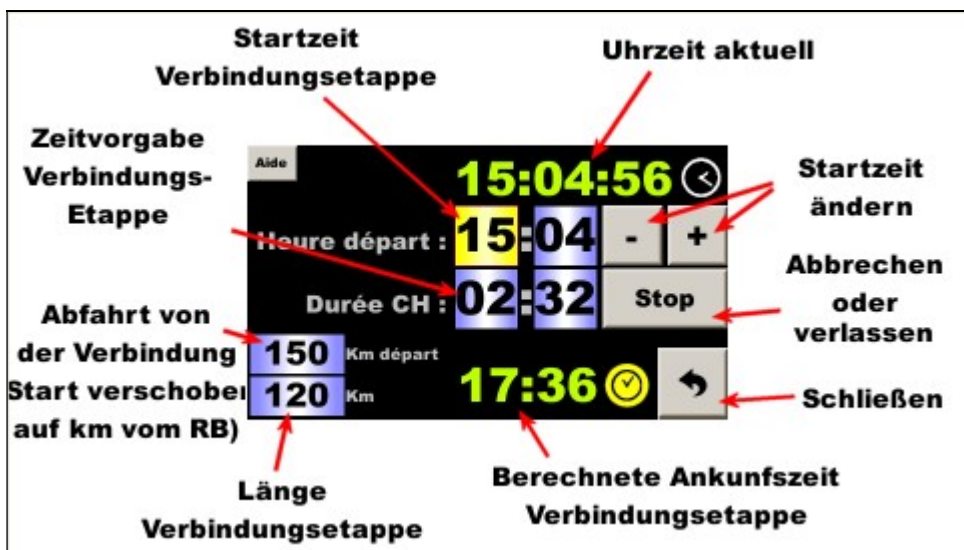 Startzeit
Verbindungsetappe
Uhrzeit aktuell
Zeitvorgabe
Verbindungs-
Etappe
Aide
15:04:56
Startzeit
ändern
Heure départ : 15:04 - +
Durée CH : 02:32 Stop
Abbrechen
oder
verlassen
Abfahrt von
der Verbindung
Start verschober
auf km vom RB)
150 Km départ
120 Km
17:36
Schließen
Länge
Verbindungsetappe
Berechnete Ankunfszeit
Verbindungsetappe